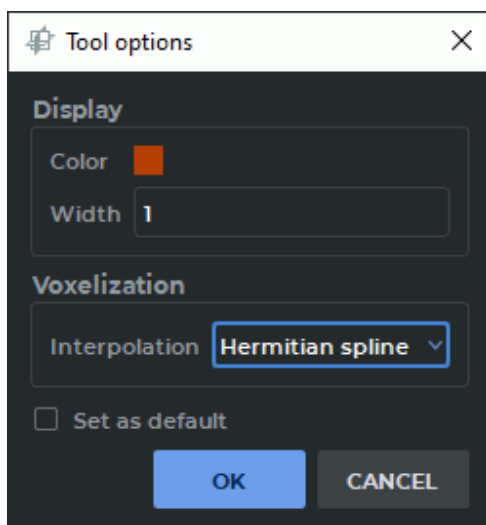 Tool options
Display
Color
Width 1
Voxelization
Interpolation Hermitian spline
Set as default
OK CANCEL